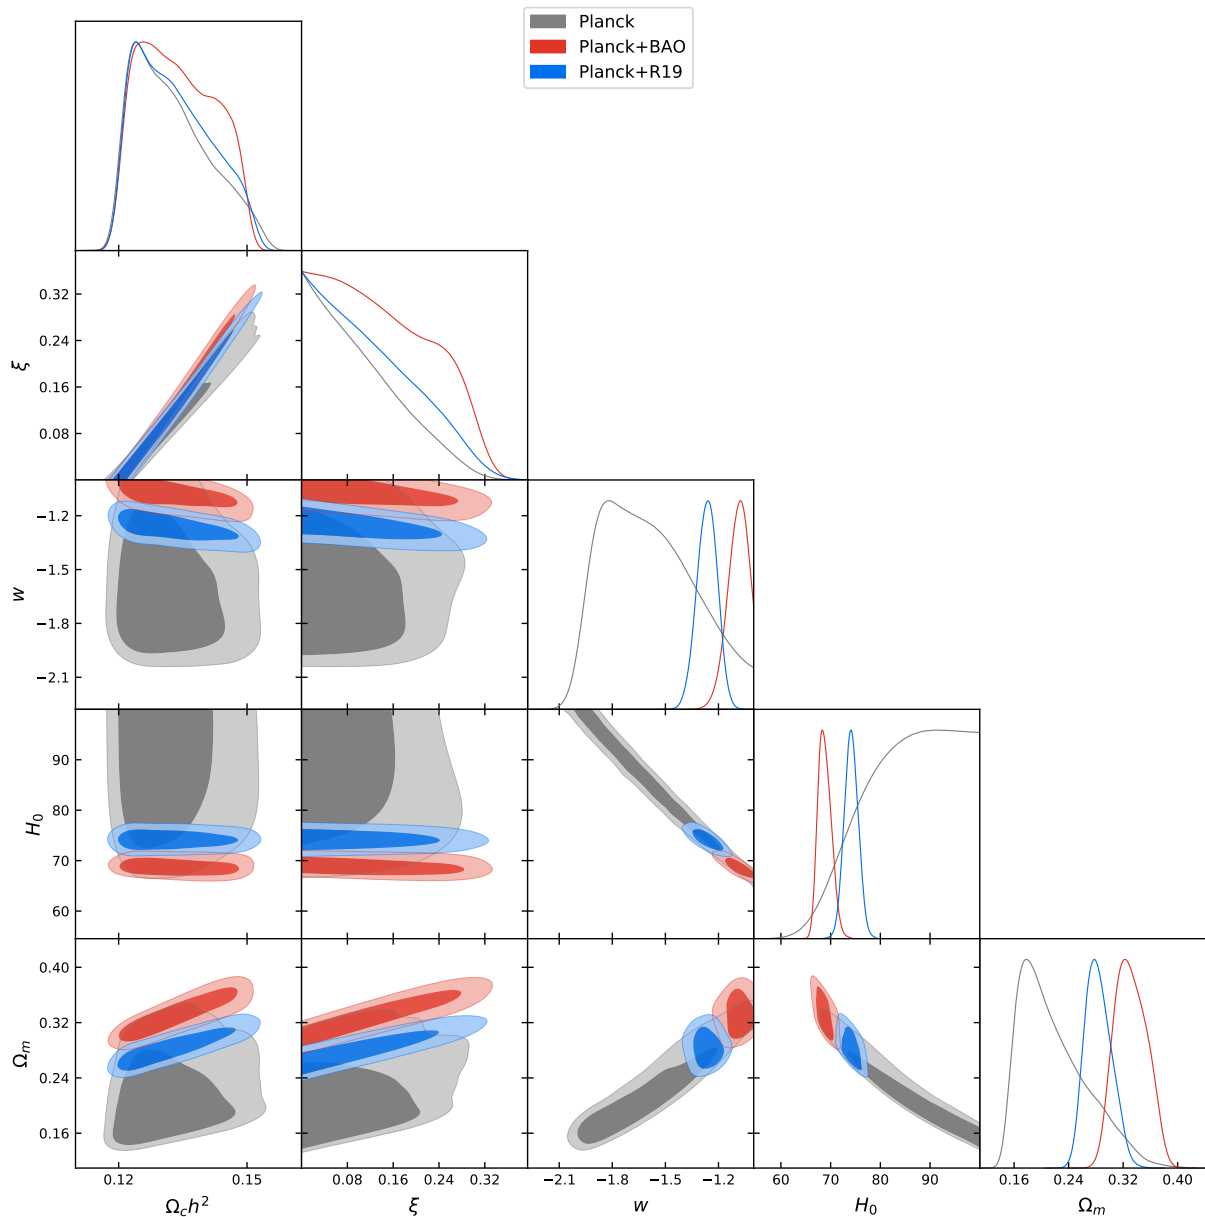 Planck
Planck+BAO
Planck+R19
0.32
0.24
0.16
0.08
ξ
−1.2
−1.5
−1.8
−2.1
w
90
80
70
60
H₀
0.40
0.32
0.24
0.16
Ωₘ
0.12 0.15
0.08 0.16 0.24 0.32
−2.1 −1.8 −1.5 −1.2
60 70 80 90
0.16 0.24 0.32 0.40
Ω_c h² ξ w H₀ Ωₘ